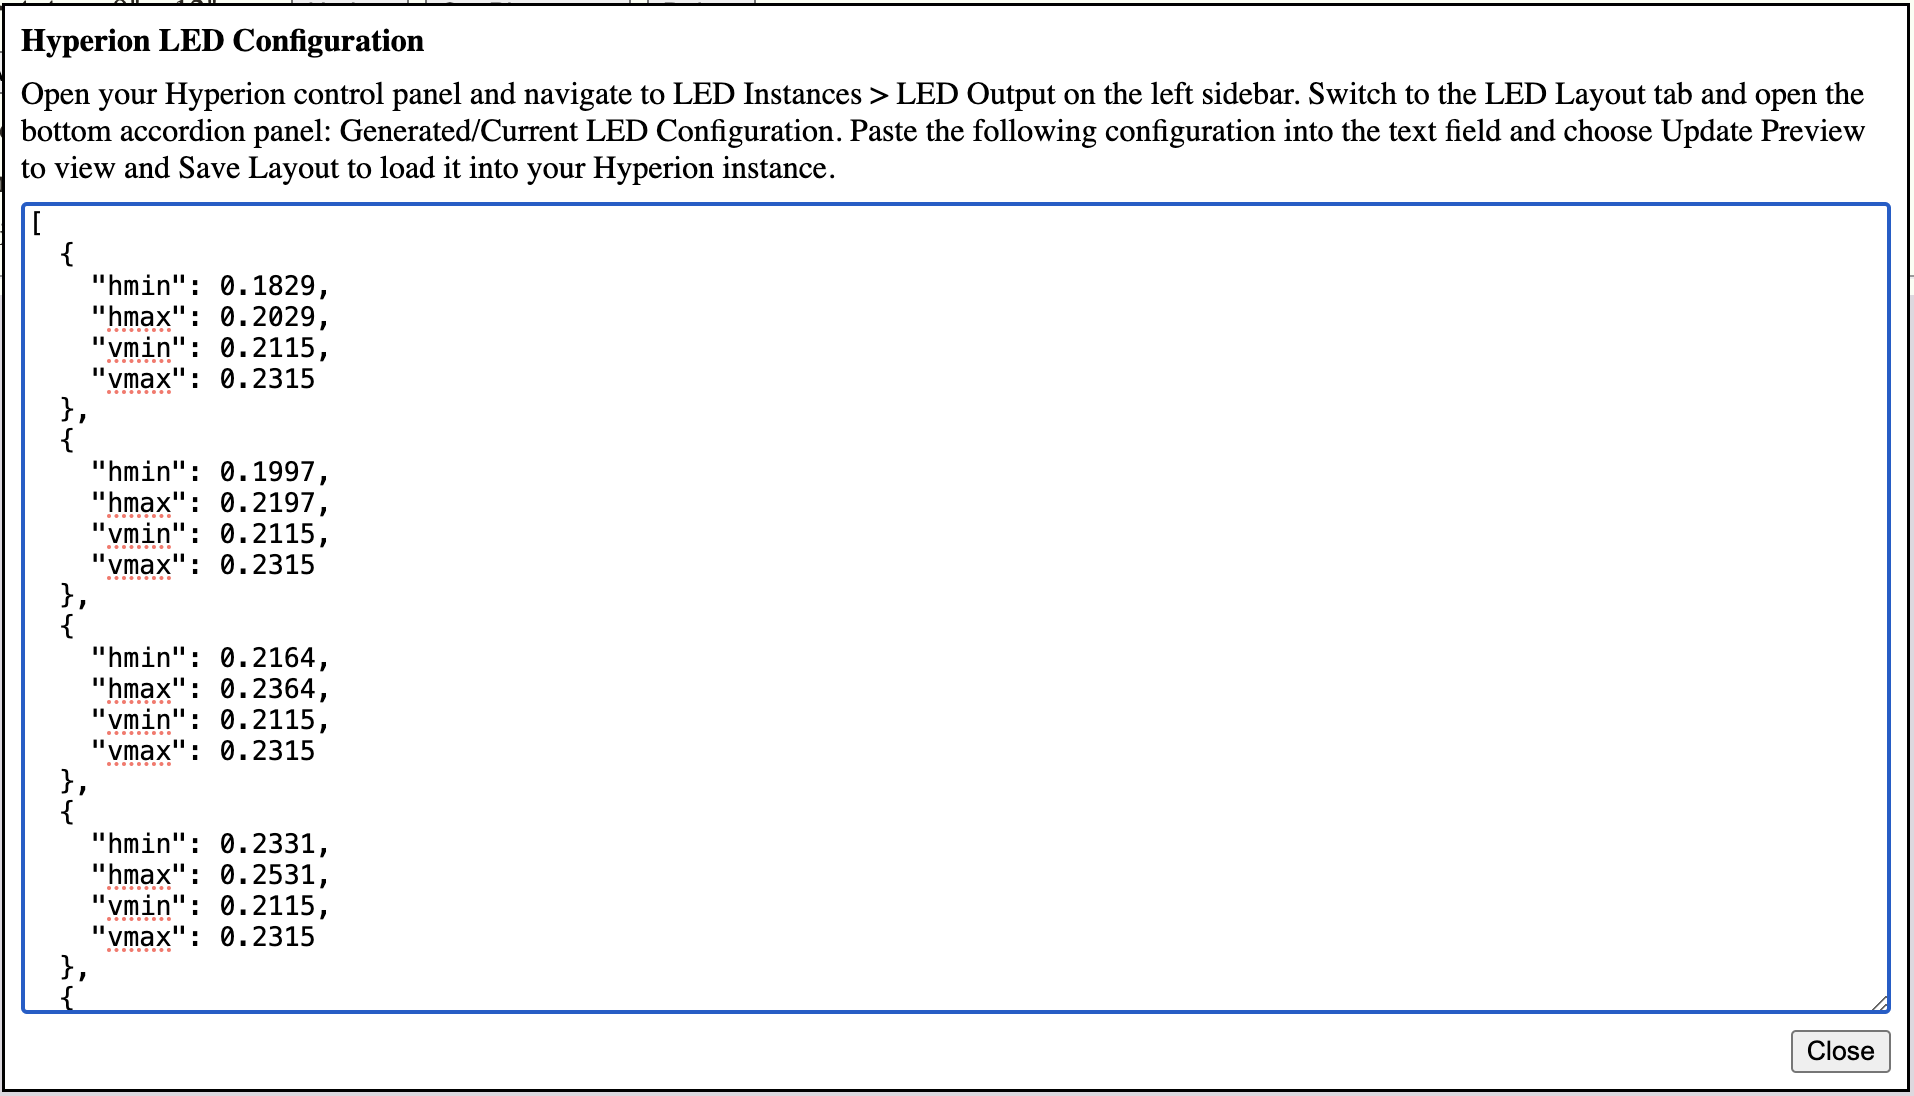 Hyperion LED Configuration
Open your Hyperion control panel and navigate to LED Instances > LED Output on the left sidebar. Switch to the LED Layout tab and open the
bottom accordion panel: Generated/Current LED Configuration. Paste the following configuration into the text field and choose Update Preview
to view and Save Layout to load it into your Hyperion instance.
[
  {
    "hmin": 0.1829,
    "hmax": 0.2029,
    "vmin": 0.2115,
    "vmax": 0.2315
  },
  {
    "hmin": 0.1997,
    "hmax": 0.2197,
    "vmin": 0.2115,
    "vmax": 0.2315
  },
  {
    "hmin": 0.2164,
    "hmax": 0.2364,
    "vmin": 0.2115,
    "vmax": 0.2315
  },
  {
    "hmin": 0.2331,
    "hmax": 0.2531,
    "vmin": 0.2115,
    "vmax": 0.2315
  },
  {
Close